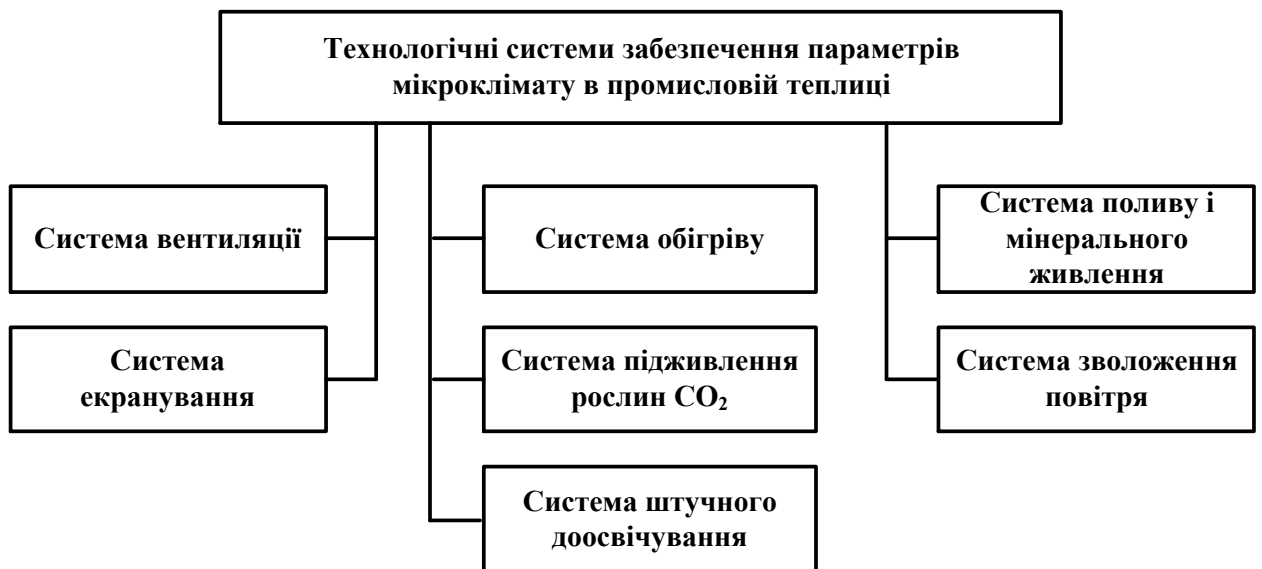 Технологічні системи забезпечення параметрів
мікроклімату в промисловій теплиці
Система вентиляції
Система обігріву
Система поливу і
мінерального
живлення
Система
екранування
Система підживлення
рослин CO₂
Система зволоження
повітря
Система штучного
доосвічування